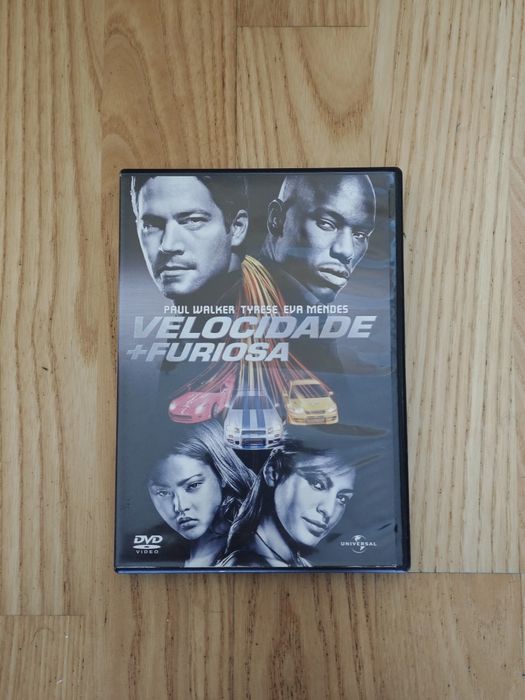 PAUL WALKER TYRESE EVA MENDES
VELOCIDADE
+FURIOSA
DVD
VIDEO
UNIVERSAL